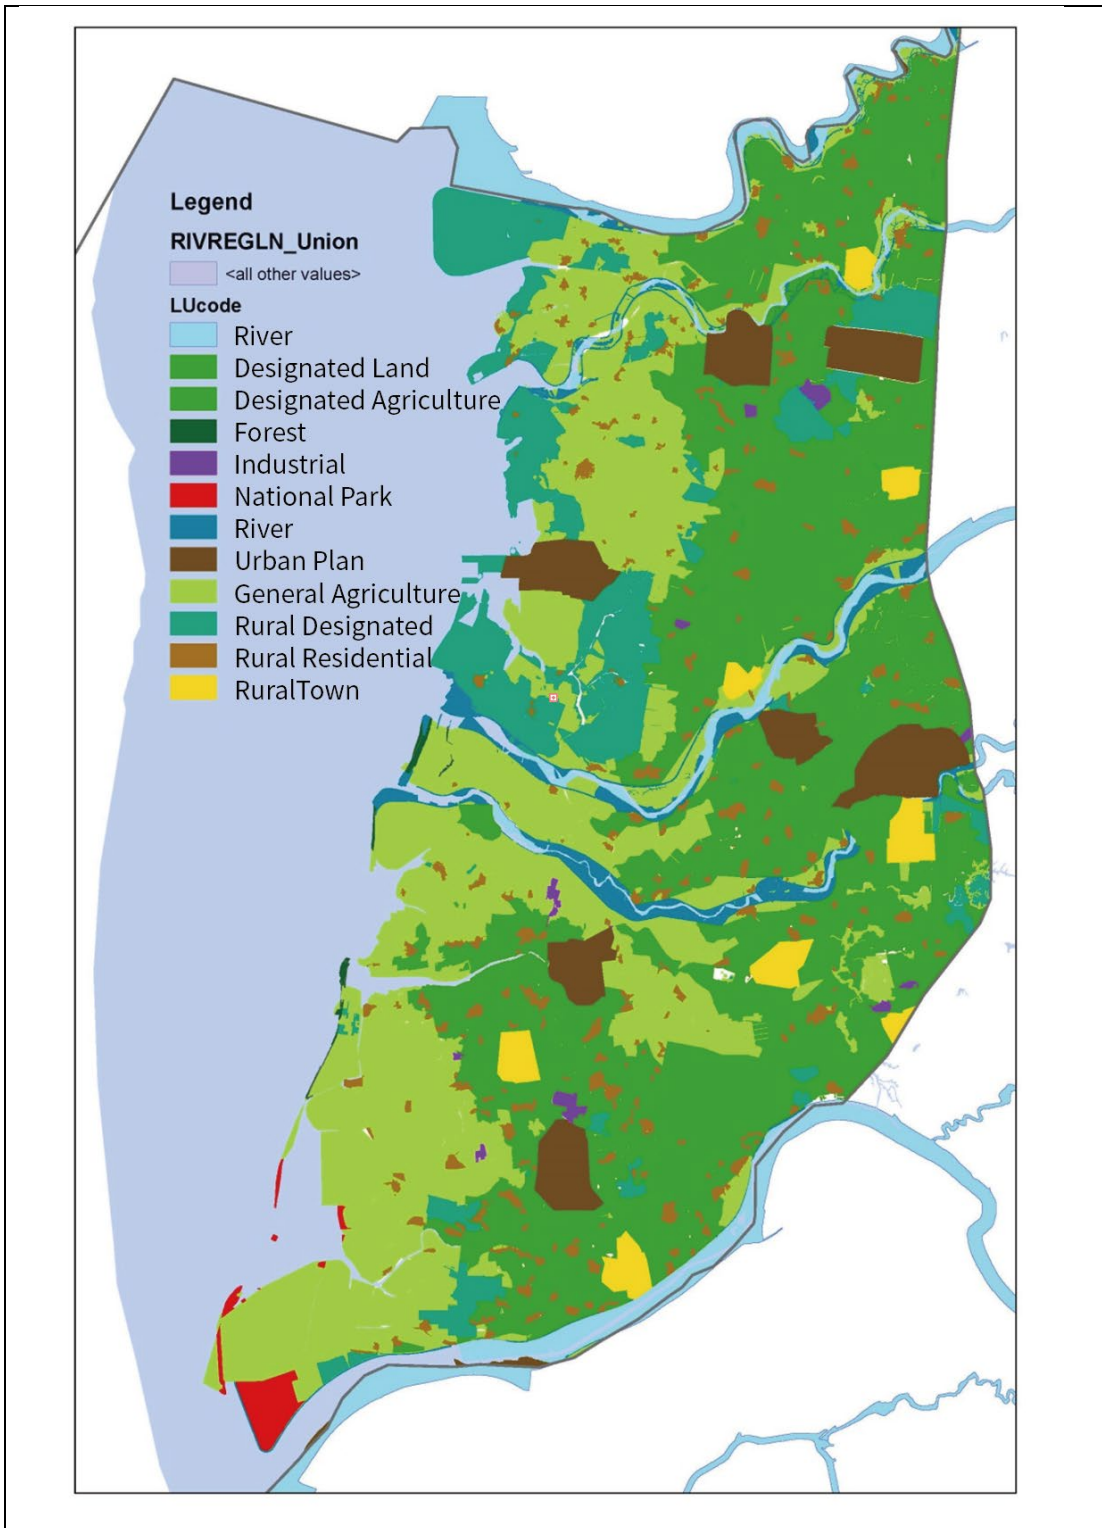 Legend
RIVREGLN_Union
<all other values>
LUcode
River
Designated Land
Designated Agriculture
Forest
Industrial
National Park
River
Urban Plan
General Agriculture
Rural Designated
Rural Residential
RuralTown